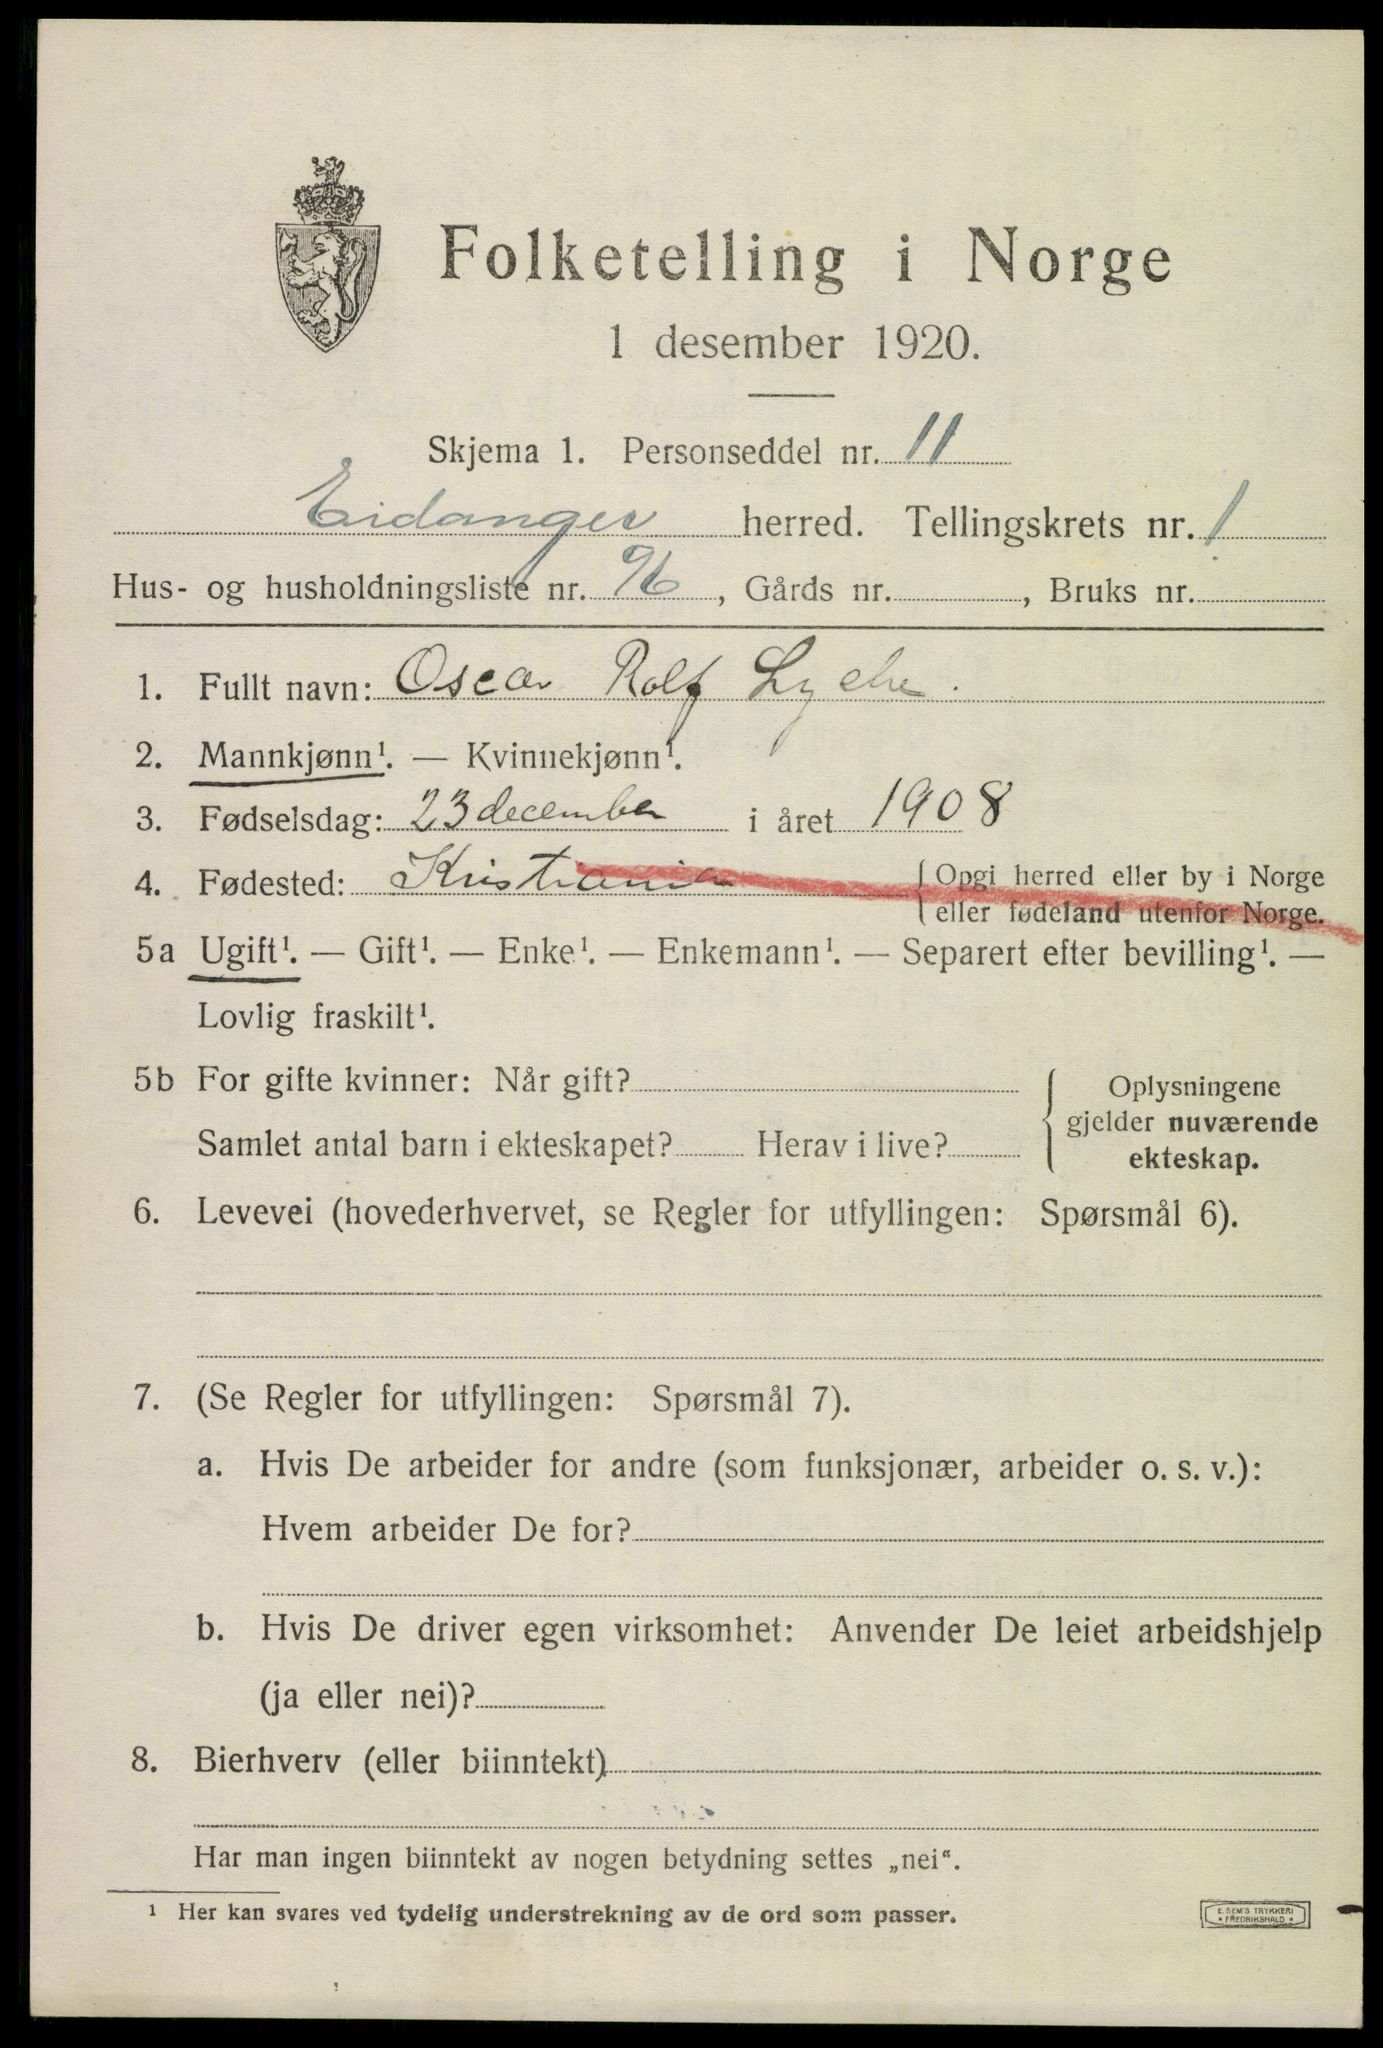 Folketelling i Norge
1 desember 1920.
Skjema 1. Personseddel nr. 11
Eidanger herred. Tellingskrets nr. 1
Hus- og husholdningsliste nr. 96, Gårds nr. , Bruks nr.
1. Fullt navn: Oscar Rolf Lyche.
2. Mannkjønn¹. — Kvinnekjønn¹.
3. Fødselsdag: 23 december i året 1908
4. Fødested: Kristiania { Opgi herred eller by i Norge
eller fødeland utenfor Norge.
5a Ugift¹. — Gift¹. — Enke¹. — Enkemann¹. — Separert efter bevilling¹. —
Lovlig fraskilt¹.
5b For gifte kvinner: Når gift?
Samlet antal barn i ekteskapet? Herav i live?
{ Oplysningene
gjelder nuværende
ekteskap.
6. Levevei (hovederhvervet, se Regler for utfyllingen: Spørsmål 6).
7. (Se Regler for utfyllingen: Spørsmål 7).
a. Hvis De arbeider for andre (som funksjonær, arbeider o. s. v.):
Hvem arbeider De for?
b. Hvis De driver egen virksomhet: Anvender De leiet arbeidshjelp
(ja eller nei)?
8. Bierhverv (eller biinntekt)
Har man ingen biinntekt av nogen betydning settes „nei“.
¹ Her kan svares ved tydelig understrekning av de ord som passer.
E. SEM'S TRYKKERI
* FREDRIKSHALD *